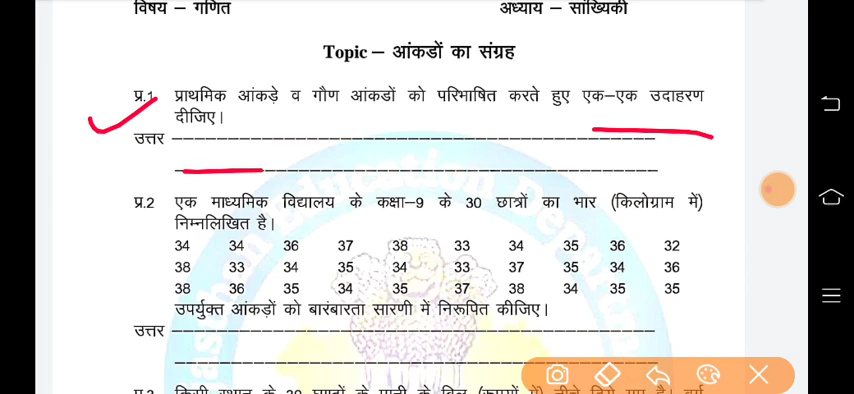 विषय – गणित अध्याय – सांख्यिकी
Topic – आंकडों का संग्रह
प्र.1 प्राथमिक आंकड़े व गौण आंकडों को परिभाषित करते हुए एक–एक उदाहरण
दीजिए।
उत्तर
प्र.2 एक माध्यमिक विद्यालय के कक्षा–9 के 30 छात्रों का भार (किलोग्राम में)
निम्नलिखित है।
34 34 36 37 38 33 34 35 36 32
38 33 34 35 34 33 37 35 34 36
38 36 35 34 35 37 38 34 35 35
उपर्युक्त आंकड़ों को बारंबारता सारणी में निरूपित कीजिए।
उत्तर